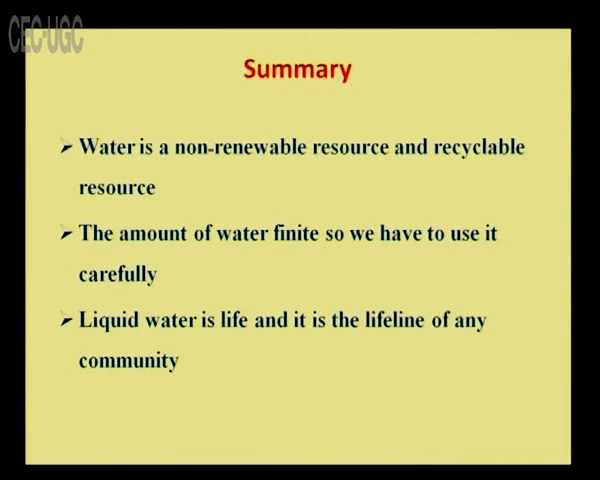 CEC-UGC
Summary
➢ Water is a non-renewable resource and recyclable
resource
➢ The amount of water finite so we have to use it
carefully
➢ Liquid water is life and it is the lifeline of any
community